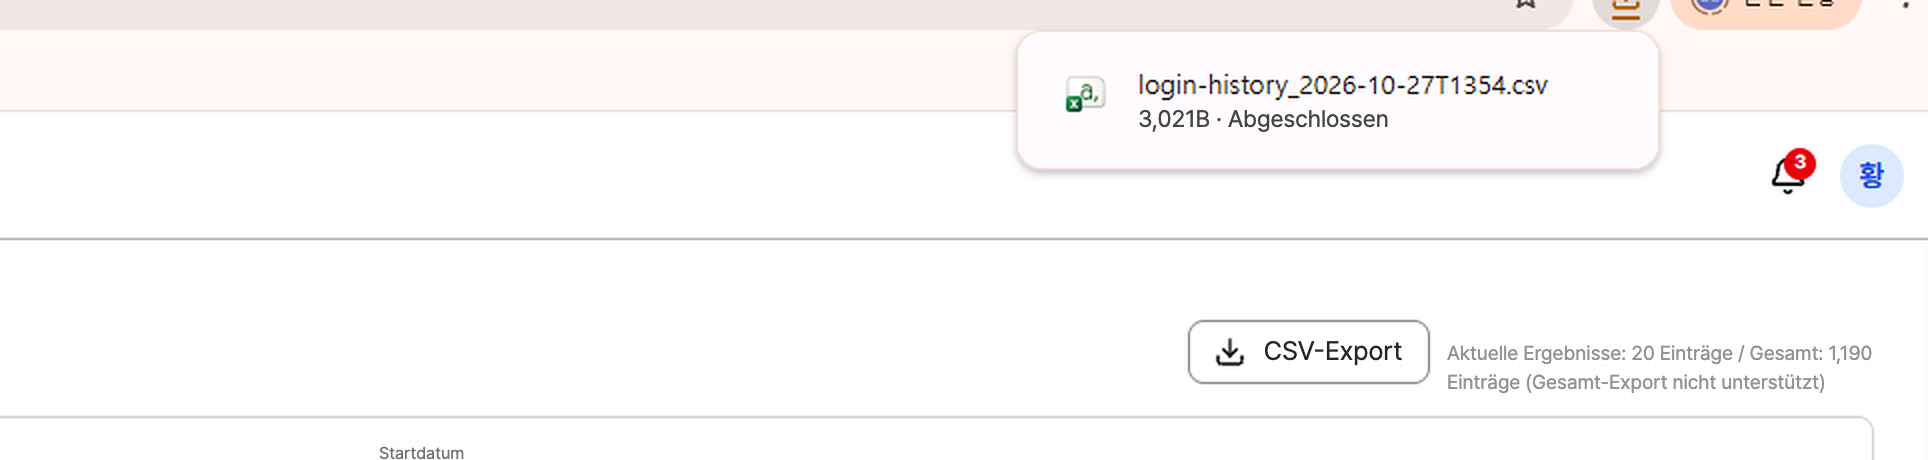 login-history_2026-10-27T1354.csv
3,021B · Abgeschlossen
3
황
CSV-Export
Aktuelle Ergebnisse: 20 Einträge / Gesamt: 1,190
Einträge (Gesamt-Export nicht unterstützt)
Startdatum